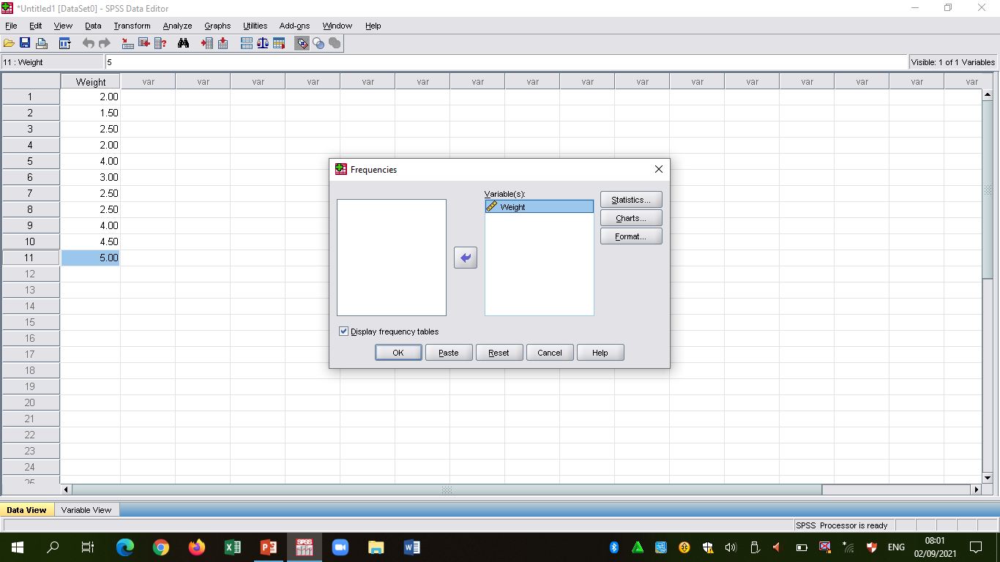 *Untitled1 [DataSet0] - SPSS Data Editor
File Edit View Data Transform Analyze Graphs Utilities Add-ons Window Help
11 : Weight 5 Visible: 1 of 1 Variables
Weight var var var var var var var var var var var var var var var var
1 2.00
2 1.50
3 2.50
4 2.00
5 4.00
6 3.00
7 2.50
8 2.50
9 4.00
10 4.50
11 5.00
12
13
14
15
16
17
18
19
20
21
22
23
24
25
Frequencies
Variable(s):
Weight
Statistics...
Charts...
Format...
Display frequency tables
OK Paste Reset Cancel Help
Data View Variable View
SPSS Processor is ready
SPSS
ENG
08:01
02/09/2021